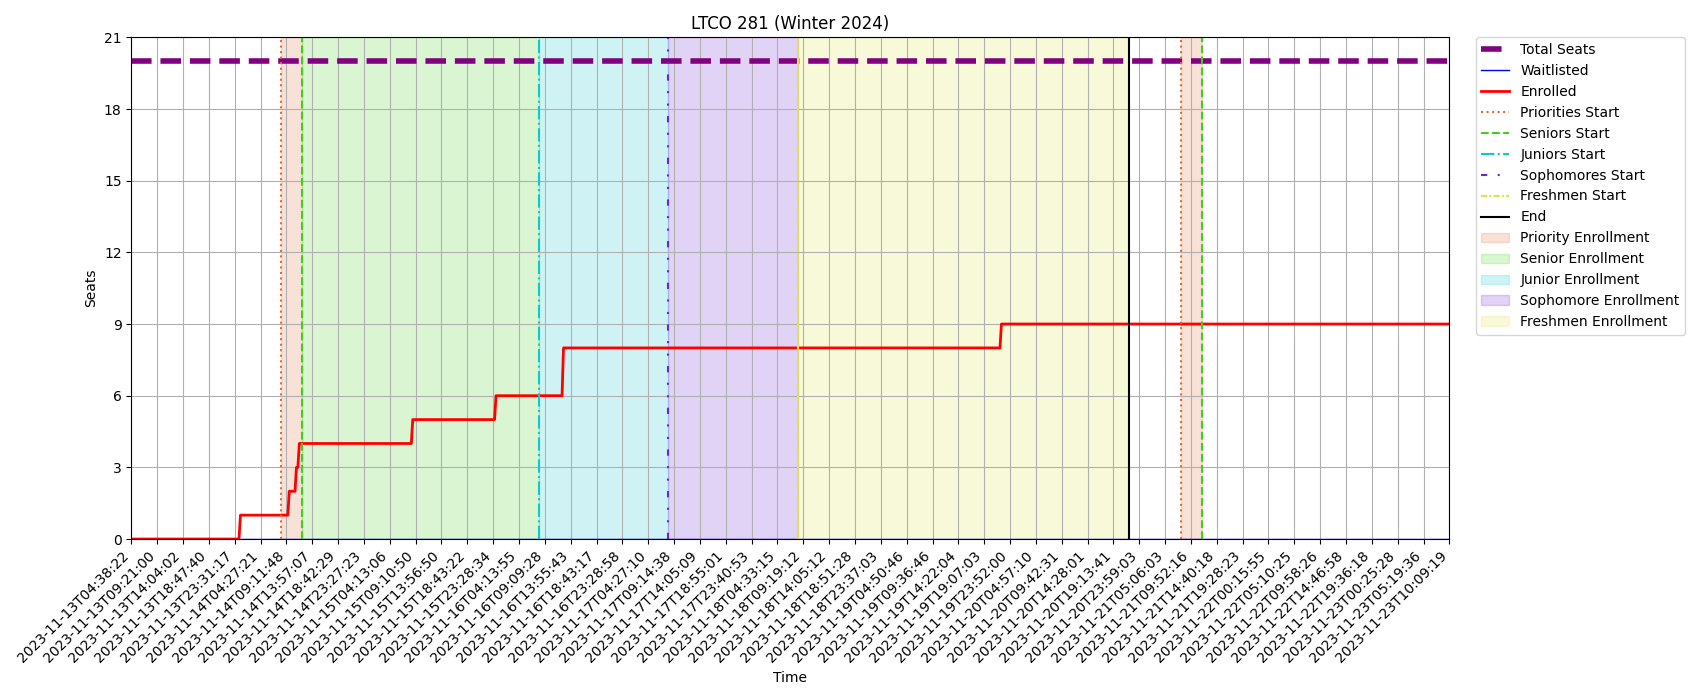 LTCO 281 (Winter 2024)
21
18
15
12
9
6
3
0
Seats
2023-11-13T04:38:22
2023-11-13T09:21:00
2023-11-13T14:04:02
2023-11-13T18:47:40
2023-11-13T23:31:17
2023-11-14T04:27:21
2023-11-14T09:11:48
2023-11-14T13:57:07
2023-11-14T18:42:29
2023-11-14T23:27:23
2023-11-15T04:13:06
2023-11-15T09:10:50
2023-11-15T13:56:50
2023-11-15T18:43:22
2023-11-15T23:28:34
2023-11-16T04:13:55
2023-11-16T09:09:28
2023-11-16T13:55:43
2023-11-16T18:43:17
2023-11-16T23:28:58
2023-11-17T04:27:10
2023-11-17T09:14:38
2023-11-17T14:05:09
2023-11-17T18:55:01
2023-11-17T23:40:53
2023-11-18T04:33:15
2023-11-18T09:19:12
2023-11-18T14:05:12
2023-11-18T18:51:28
2023-11-18T23:37:03
2023-11-19T04:50:46
2023-11-19T09:36:46
2023-11-19T14:22:04
2023-11-19T19:07:03
2023-11-19T23:52:00
2023-11-20T04:57:10
2023-11-20T09:42:31
2023-11-20T14:28:01
2023-11-20T19:13:41
2023-11-20T23:59:03
2023-11-21T05:06:03
2023-11-21T09:52:16
2023-11-21T14:40:18
2023-11-21T19:28:23
2023-11-22T00:15:55
2023-11-22T05:10:25
2023-11-22T09:58:26
2023-11-22T14:46:58
2023-11-22T19:36:18
2023-11-23T00:25:28
2023-11-23T05:19:36
2023-11-23T10:09:19
Time
Total Seats
Waitlisted
Enrolled
Priorities Start
Seniors Start
Juniors Start
Sophomores Start
Freshmen Start
End
Priority Enrollment
Senior Enrollment
Junior Enrollment
Sophomore Enrollment
Freshmen Enrollment